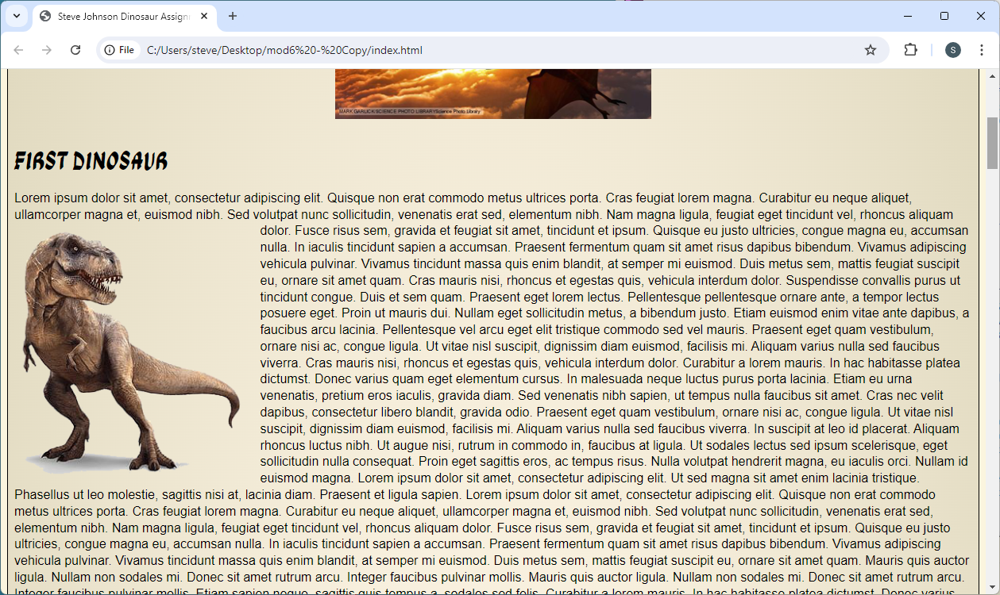 Steve Johnson Dinosaur Assign
File
C:/Users/steve/Desktop/mod6%20-%20Copy/index.html
S
MARK GARLICK/SCIENCE PHOTO LIBRARY/Science Photo Library
FIRST DINOSAUR
Lorem ipsum dolor sit amet, consectetur adipiscing elit. Quisque non erat commodo metus ultrices porta. Cras feugiat lorem magna. Curabitur eu neque aliquet,
ullamcorper magna et, euismod nibh. Sed volutpat nunc sollicitudin, venenatis erat sed, elementum nibh. Nam magna ligula, feugiat eget tincidunt vel, rhoncus aliquam
dolor. Fusce risus sem, gravida et feugiat sit amet, tincidunt et ipsum. Quisque eu justo ultricies, congue magna eu, accumsan
nulla. In iaculis tincidunt sapien a accumsan. Praesent fermentum quam sit amet risus dapibus bibendum. Vivamus adipiscing
vehicula pulvinar. Vivamus tincidunt massa quis enim blandit, at semper mi euismod. Duis metus sem, mattis feugiat suscipit
eu, ornare sit amet quam. Cras mauris nisi, rhoncus et egestas quis, vehicula interdum dolor. Suspendisse convallis purus ut
tincidunt congue. Duis et sem quam. Praesent eget lorem lectus. Pellentesque pellentesque ornare ante, a tempor lectus
posuere eget. Proin ut mauris dui. Nullam eget sollicitudin metus, a bibendum justo. Etiam euismod enim vitae ante dapibus, a
faucibus arcu lacinia. Pellentesque vel arcu eget elit tristique commodo sed vel mauris. Praesent eget quam vestibulum,
ornare nisi ac, congue ligula. Ut vitae nisl suscipit, dignissim diam euismod, facilisis mi. Aliquam varius nulla sed faucibus
viverra. Cras mauris nisi, rhoncus et egestas quis, vehicula interdum dolor. Curabitur a lorem mauris. In hac habitasse platea
dictumst. Donec varius quam eget elementum cursus. In malesuada neque luctus purus porta lacinia. Etiam eu urna
venenatis, pretium eros iaculis, gravida diam. Sed venenatis nibh sapien, ut tempus nulla faucibus sit amet. Cras nec velit
dapibus, consectetur libero blandit, gravida odio. Praesent eget quam vestibulum, ornare nisi ac, congue ligula. Ut vitae nisl
suscipit, dignissim diam euismod, facilisis mi. Aliquam varius nulla sed faucibus viverra. In suscipit at leo id placerat. Aliquam
rhoncus luctus nibh. Ut augue nisi, rutrum in commodo in, faucibus at ligula. Ut sodales lectus sed ipsum scelerisque, eget
sollicitudin nulla consequat. Proin eget sagittis eros, ac tempus risus. Nulla volutpat hendrerit magna, eu iaculis orci. Nullam id
euismod magna. Lorem ipsum dolor sit amet, consectetur adipiscing elit. Ut sed magna sit amet enim lacinia tristique.
Phasellus ut leo molestie, sagittis nisi at, lacinia diam. Praesent et ligula sapien. Lorem ipsum dolor sit amet, consectetur adipiscing elit. Quisque non erat commodo
metus ultrices porta. Cras feugiat lorem magna. Curabitur eu neque aliquet, ullamcorper magna et, euismod nibh. Sed volutpat nunc sollicitudin, venenatis erat sed,
elementum nibh. Nam magna ligula, feugiat eget tincidunt vel, rhoncus aliquam dolor. Fusce risus sem, gravida et feugiat sit amet, tincidunt et ipsum. Quisque eu justo
ultricies, congue magna eu, accumsan nulla. In iaculis tincidunt sapien a accumsan. Praesent fermentum quam sit amet risus dapibus bibendum. Vivamus adipiscing
vehicula pulvinar. Vivamus tincidunt massa quis enim blandit, at semper mi euismod. Duis metus sem, mattis feugiat suscipit eu, ornare sit amet quam. Mauris quis auctor
ligula. Nullam non sodales mi. Donec sit amet rutrum arcu. Integer faucibus pulvinar mollis. Mauris quis auctor ligula. Nullam non sodales mi. Donec sit amet rutrum arcu.
Integer faucibus pulvinar mollis. Etiam sapien neque, sagittis quis tempus a, sodales sed felis. Curabitur a lorem mauris. In hac habitasse platea dictumst. Donec varius